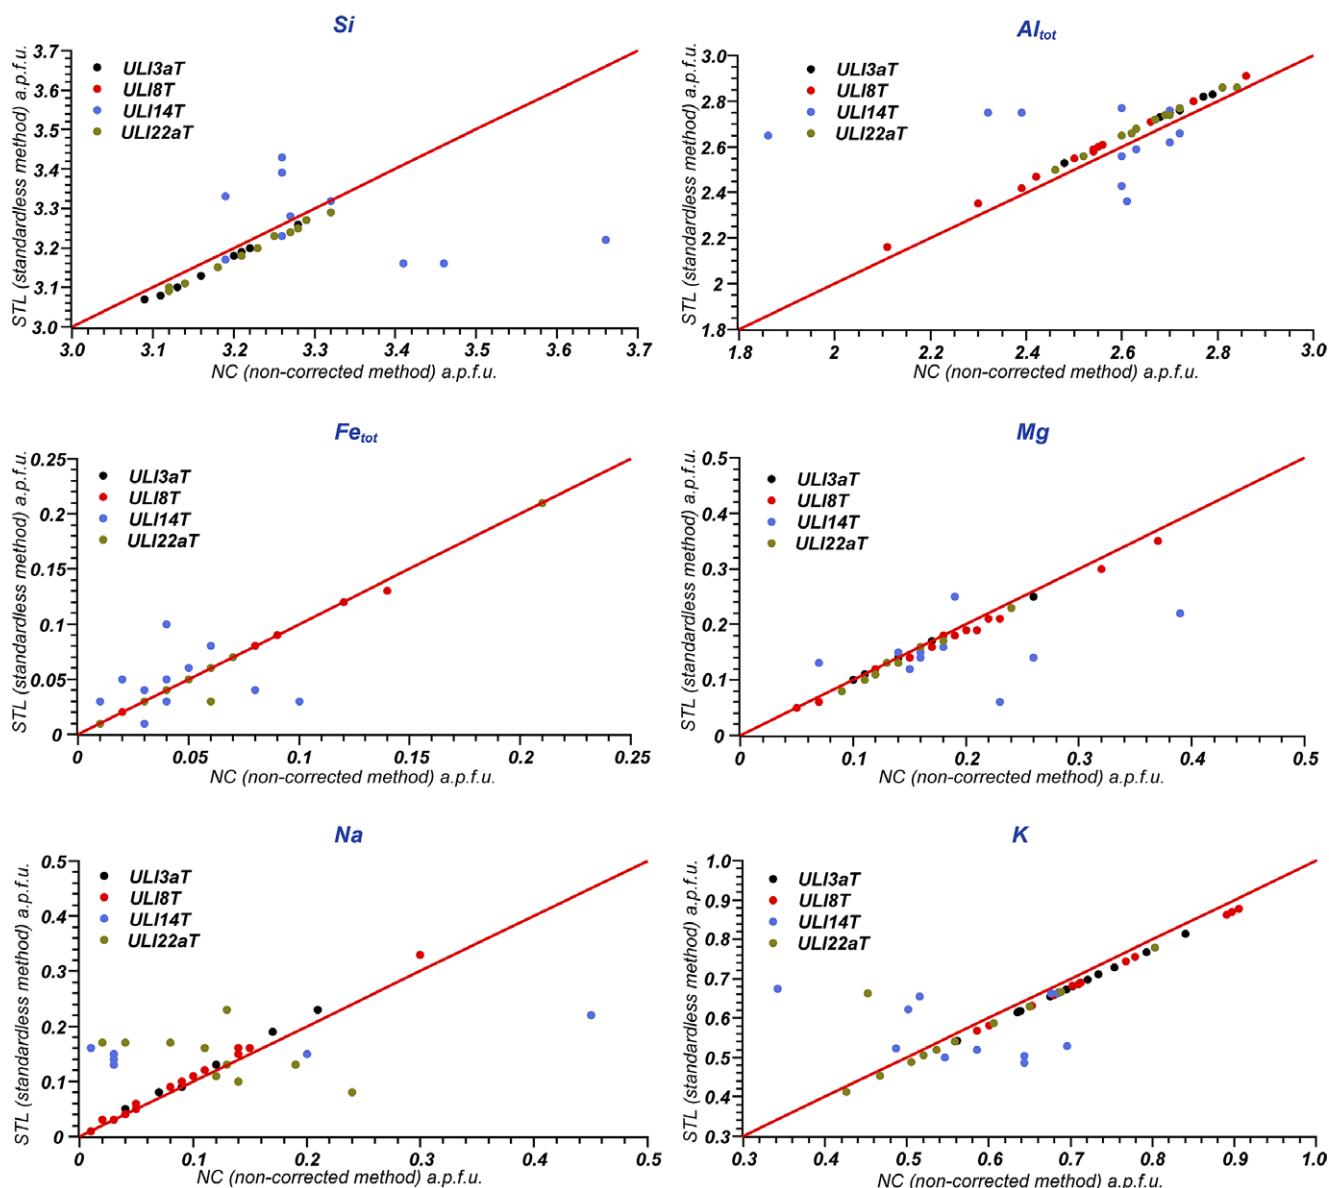 Si
STL (standardless method) a.p.f.u.
3.7
3.6
3.5
3.4
3.3
3.2
3.1
3.0
ULI3aT
ULI8T
ULI14T
ULI22aT
3.0 3.1 3.2 3.3 3.4 3.5 3.6 3.7
NC (non-corrected method) a.p.f.u.
Al tot
STL (standardless method) a.p.f.u.
3.0
2.8
2.6
2.4
2.2
2
1.8
ULI3aT
ULI8T
ULI14T
ULI22aT
1.8 2 2.2 2.4 2.6 2.8 3.0
NC (non-corrected method) a.p.f.u.
Fe tot
STL (standardless method) a.p.f.u.
0.25
0.2
0.15
0.1
0.05
0
ULI3aT
ULI8T
ULI14T
ULI22aT
0 0.05 0.1 0.15 0.2 0.25
NC (non-corrected method) a.p.f.u.
Mg
STL (standardless method) a.p.f.u.
0.5
0.4
0.3
0.2
0.1
0
ULI3aT
ULI8T
ULI14T
ULI22aT
0 0.1 0.2 0.3 0.4 0.5
NC (non-corrected method) a.p.f.u.
Na
STL (standardless method) a.p.f.u.
0.5
0.4
0.3
0.2
0.1
0
ULI3aT
ULI8T
ULI14T
ULI22aT
0 0.1 0.2 0.3 0.4 0.5
NC (non-corrected method) a.p.f.u.
K
STL (standardless method) a.p.f.u.
1.0
0.9
0.8
0.7
0.6
0.5
0.4
0.3
ULI3aT
ULI8T
ULI14T
ULI22aT
0.3 0.4 0.5 0.6 0.7 0.8 0.9 1.0
NC (non-corrected method) a.p.f.u.